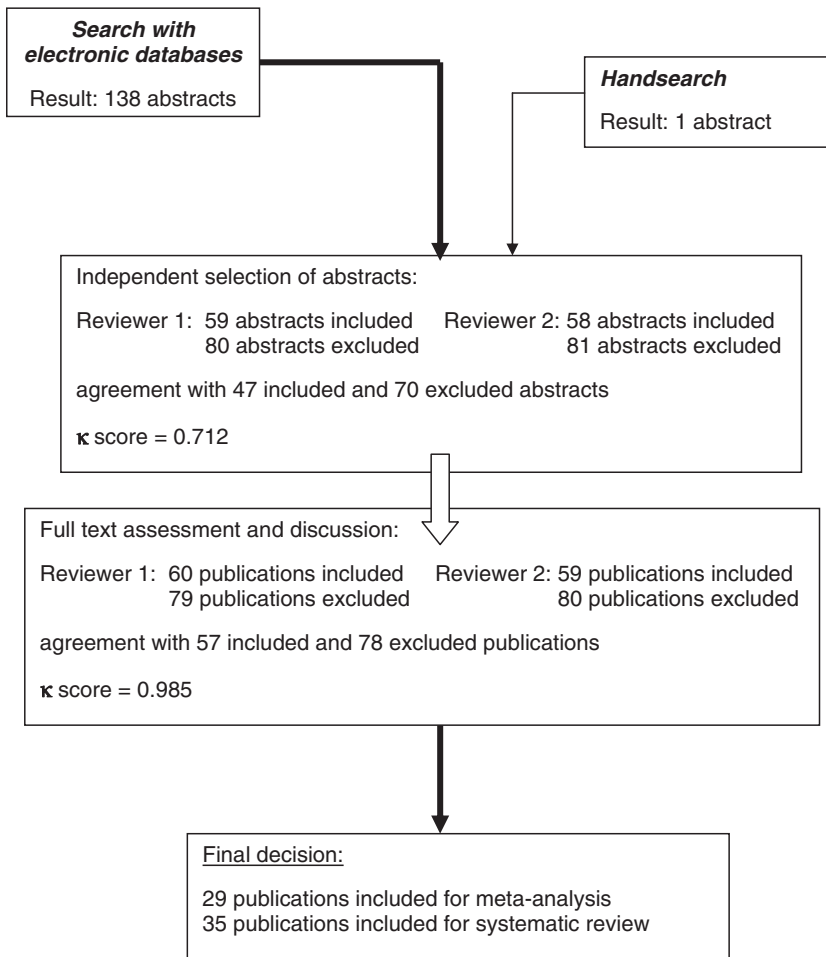 Search with
electronic databases
Result: 138 abstracts
Handsearch
Result: 1 abstract
Independent selection of abstracts:
Reviewer 1: 59 abstracts included Reviewer 2: 58 abstracts included
80 abstracts excluded 81 abstracts excluded
agreement with 47 included and 70 excluded abstracts
κ score = 0.712
Full text assessment and discussion:
Reviewer 1: 60 publications included Reviewer 2: 59 publications included
79 publications excluded 80 publications excluded
agreement with 57 included and 78 excluded publications
κ score = 0.985
Final decision:
29 publications included for meta-analysis
35 publications included for systematic review